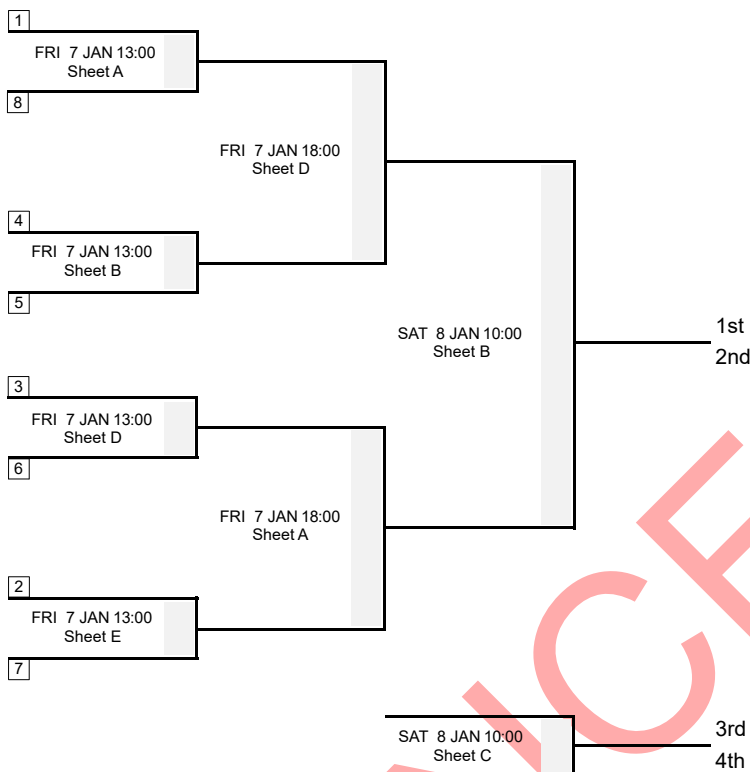 1
FRI 7 JAN 13:00
Sheet A
8
FRI 7 JAN 18:00
Sheet D
4
FRI 7 JAN 13:00
Sheet B
5
SAT 8 JAN 10:00
Sheet B
1st
2nd
3
FRI 7 JAN 13:00
Sheet D
6
FRI 7 JAN 18:00
Sheet A
2
FRI 7 JAN 13:00
Sheet E
7
SAT 8 JAN 10:00
Sheet C
3rd
4th